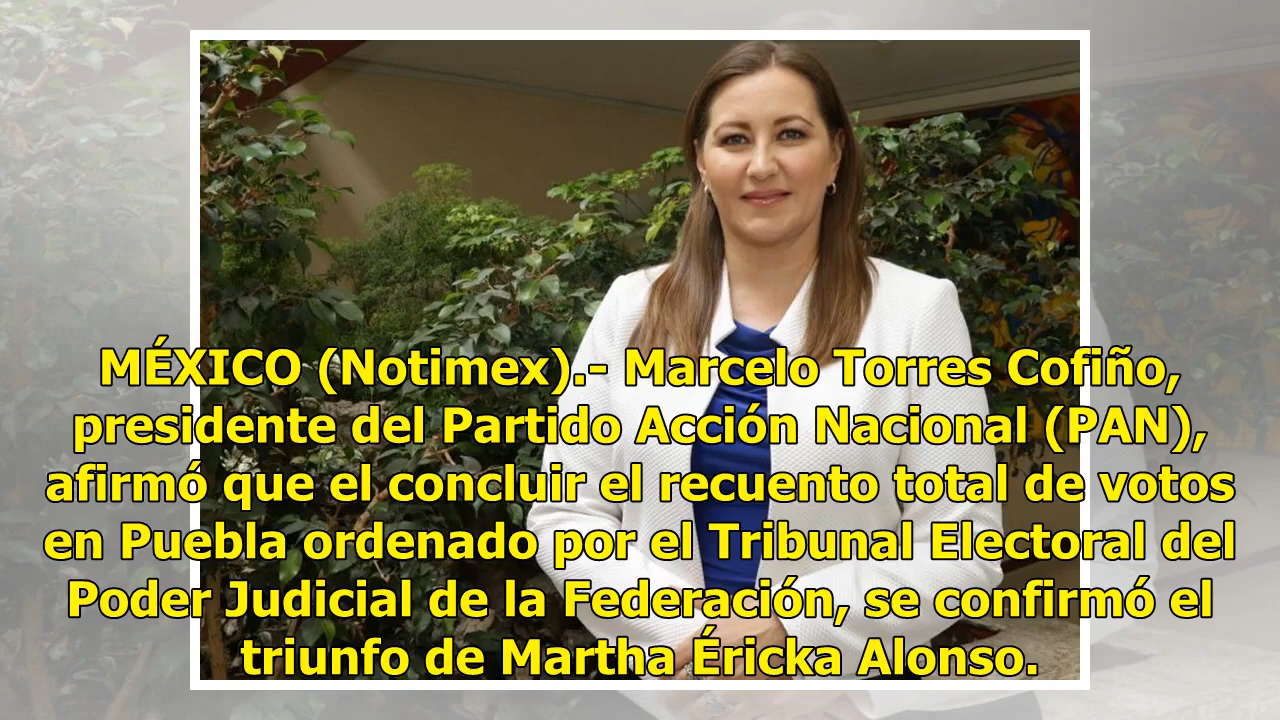 MÉXICO (Notimex).- Marcelo Torres Cofiño,
presidente del Partido Acción Nacional (PAN),
afirmó que el concluir el recuento total de votos
en Puebla ordenado por el Tribunal Electoral del
Poder Judicial de la Federación, se confirmó el
triunfo de Martha Éricka Alonso.